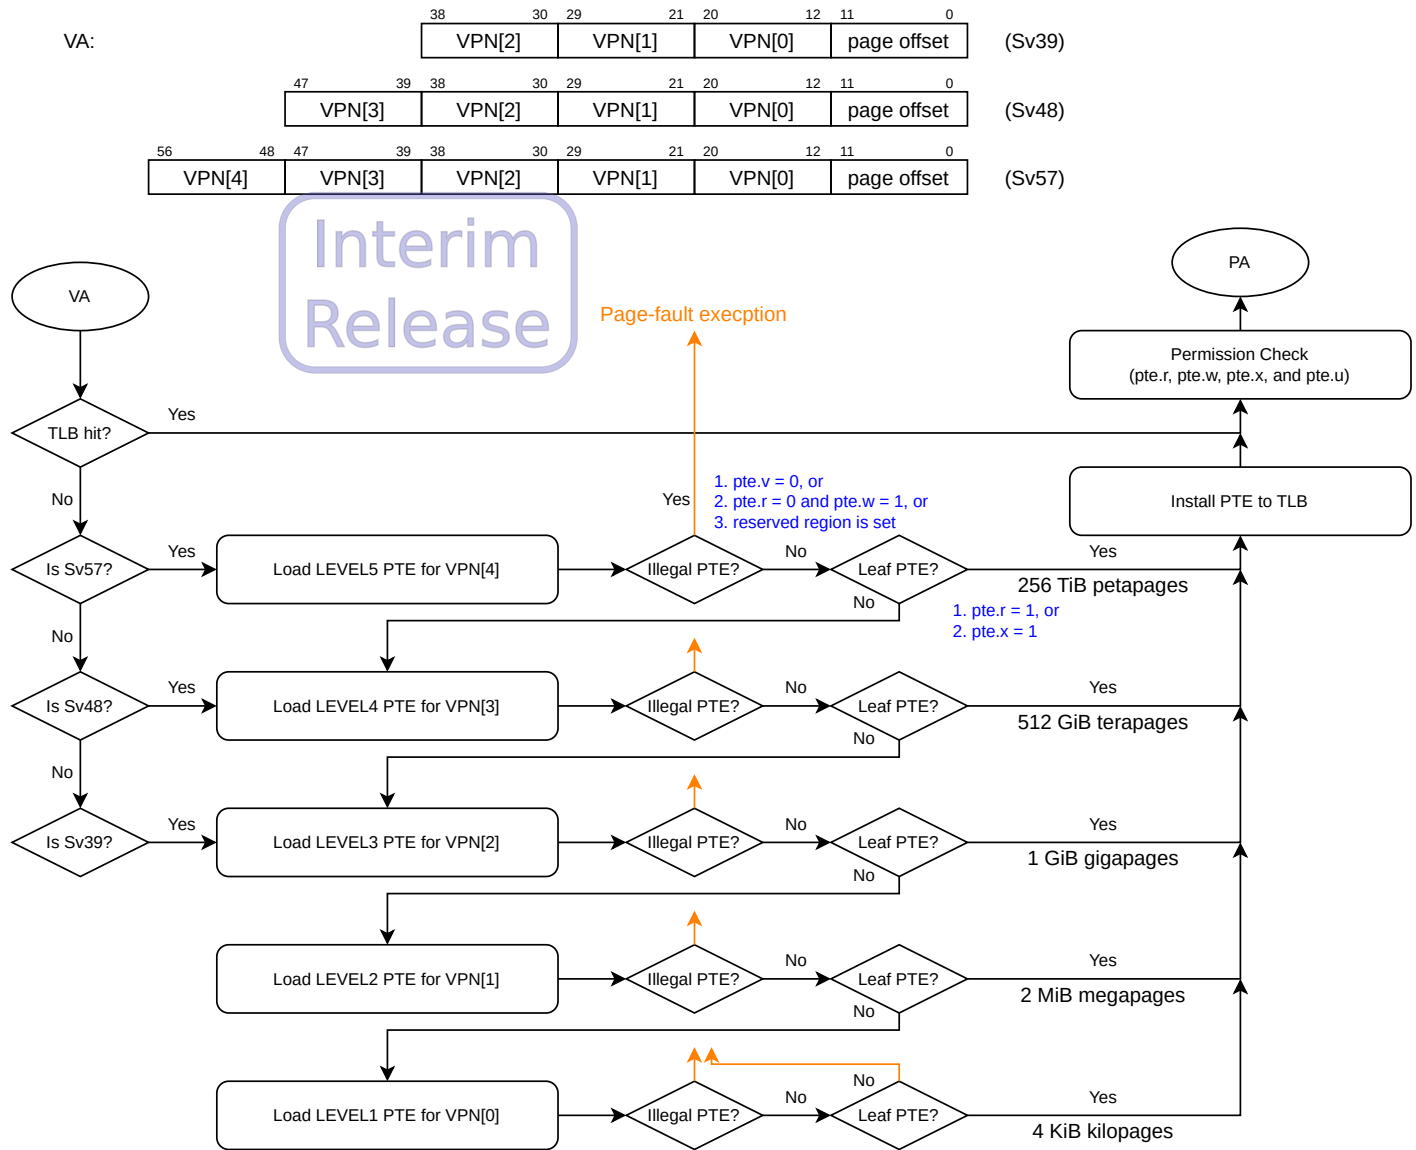 38 30 29 21 20 12 11 0
VA: VPN[2] VPN[1] VPN[0] page offset (Sv39)
47 39 38 30 29 21 20 12 11 0
VPN[3] VPN[2] VPN[1] VPN[0] page offset (Sv48)
56 48 47 39 38 30 29 21 20 12 11 0
VPN[4] VPN[3] VPN[2] VPN[1] VPN[0] page offset (Sv57)
Interim
Release
PA
VA
Page-fault execption
Permission Check
(pte.r, pte.w, pte.x, and pte.u)
Yes
TLB hit?
No
Yes
1. pte.v = 0, or
2. pte.r = 0 and pte.w = 1, or
3. reserved region is set
Install PTE to TLB
Is Sv57?
Yes
Load LEVEL5 PTE for VPN[4]
Illegal PTE?
No
Leaf PTE?
Yes
256 TiB petapages
No
1. pte.r = 1, or
2. pte.x = 1
No
Is Sv48?
Yes
Load LEVEL4 PTE for VPN[3]
Illegal PTE?
No
Leaf PTE?
Yes
512 GiB terapages
No
No
Is Sv39?
Yes
Load LEVEL3 PTE for VPN[2]
Illegal PTE?
No
Leaf PTE?
Yes
1 GiB gigapages
No
Load LEVEL2 PTE for VPN[1]
Illegal PTE?
No
Leaf PTE?
Yes
2 MiB megapages
No
Load LEVEL1 PTE for VPN[0]
Illegal PTE?
No
No
Leaf PTE?
Yes
4 KiB kilopages